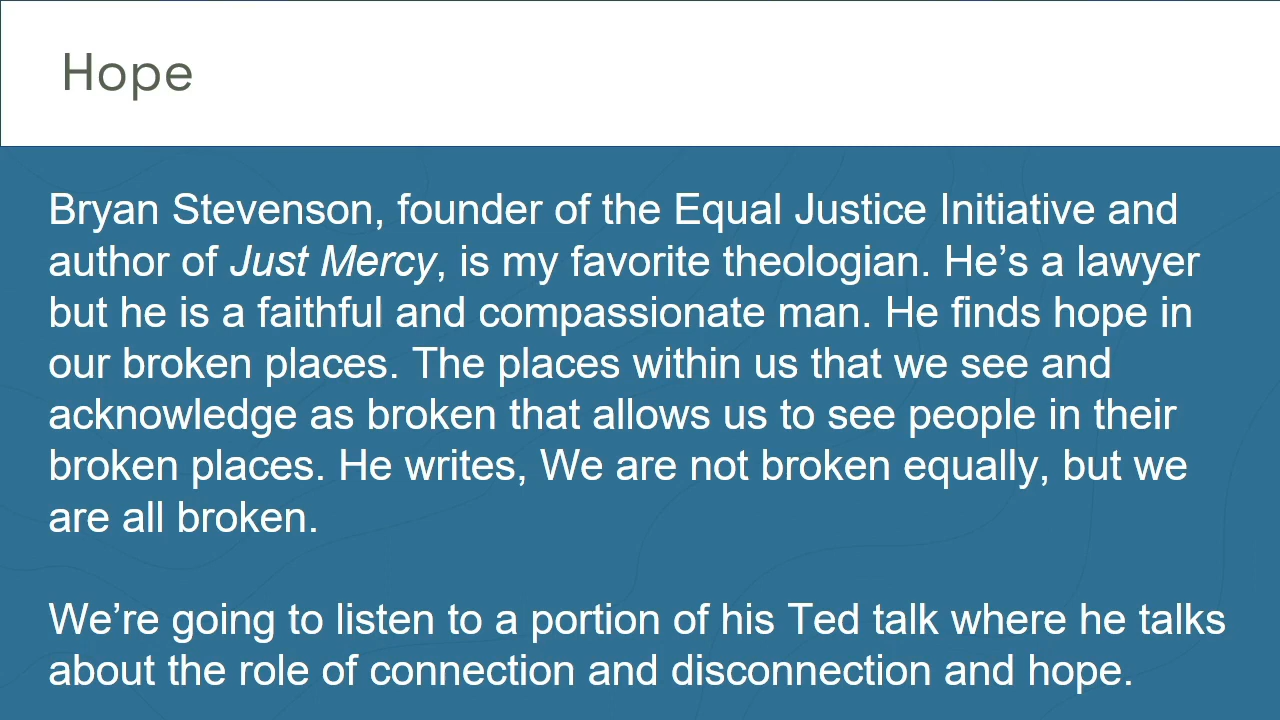 Hope
Bryan Stevenson, founder of the Equal Justice Initiative and
author of Just Mercy, is my favorite theologian. He’s a lawyer
but he is a faithful and compassionate man. He finds hope in
our broken places. The places within us that we see and
acknowledge as broken that allows us to see people in their
broken places. He writes, We are not broken equally, but we
are all broken.
We’re going to listen to a portion of his Ted talk where he talks
about the role of connection and disconnection and hope.